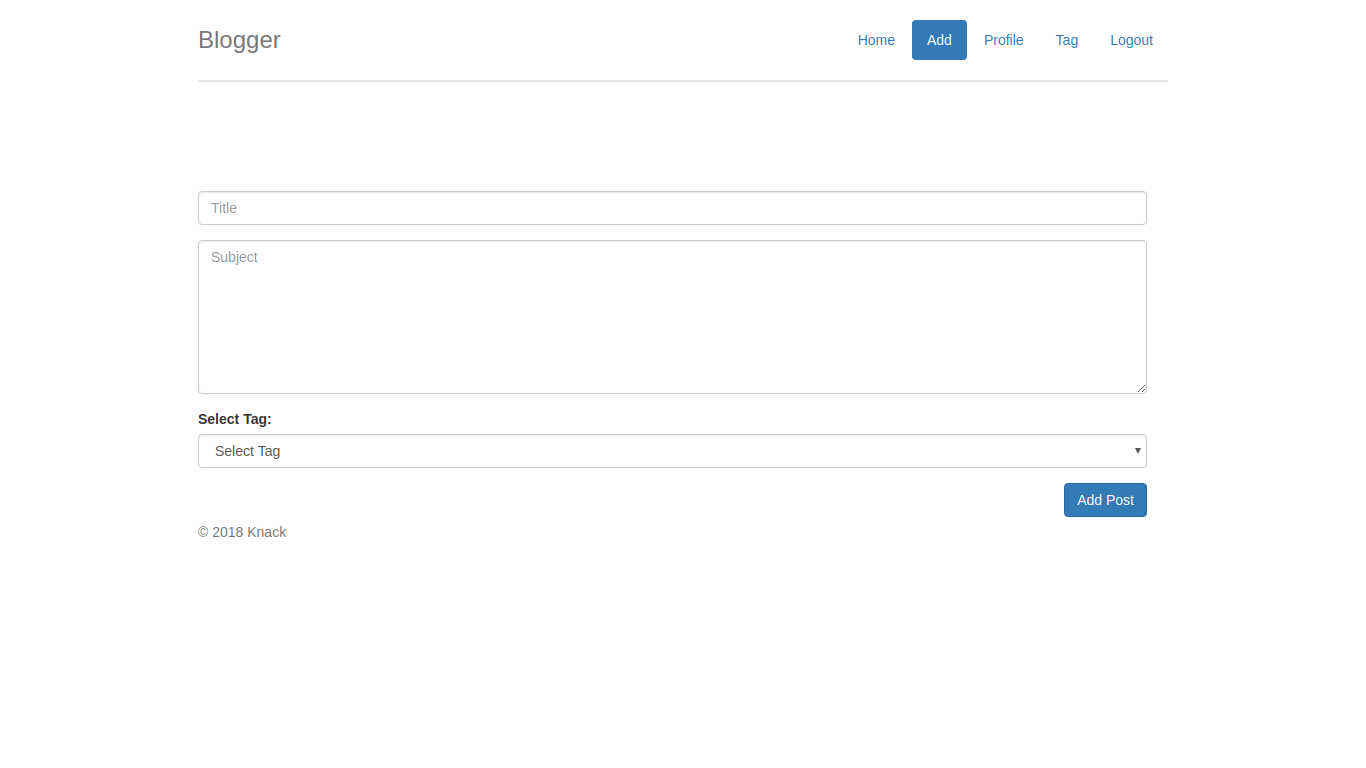 Blogger
Home Add Profile Tag Logout
Title
Subject
Select Tag:
Select Tag
Add Post
© 2018 Knack